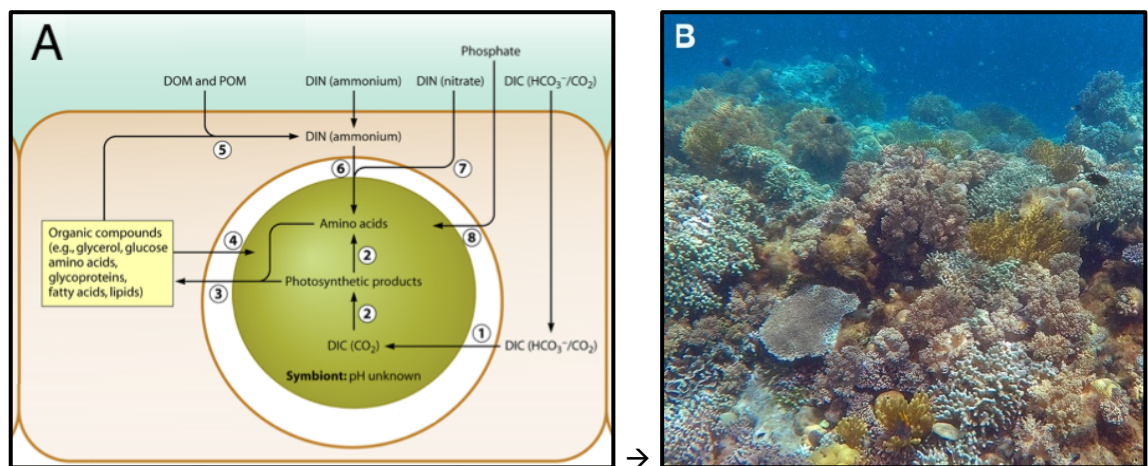 A
Phosphate
DOM and POM
DIN (ammonium)
DIN (nitrate)
DIC (HCO₃⁻/CO₂)
DIN (ammonium)
5
6
7
Amino acids
Organic compounds
(e.g., glycerol, glucose
amino acids,
glycoproteins,
fatty acids, lipids)
4
8
2
3
Photosynthetic products
2
1
DIC (CO₂)
DIC (HCO₃⁻/CO₂)
Symbiont: pH unknown
→
B